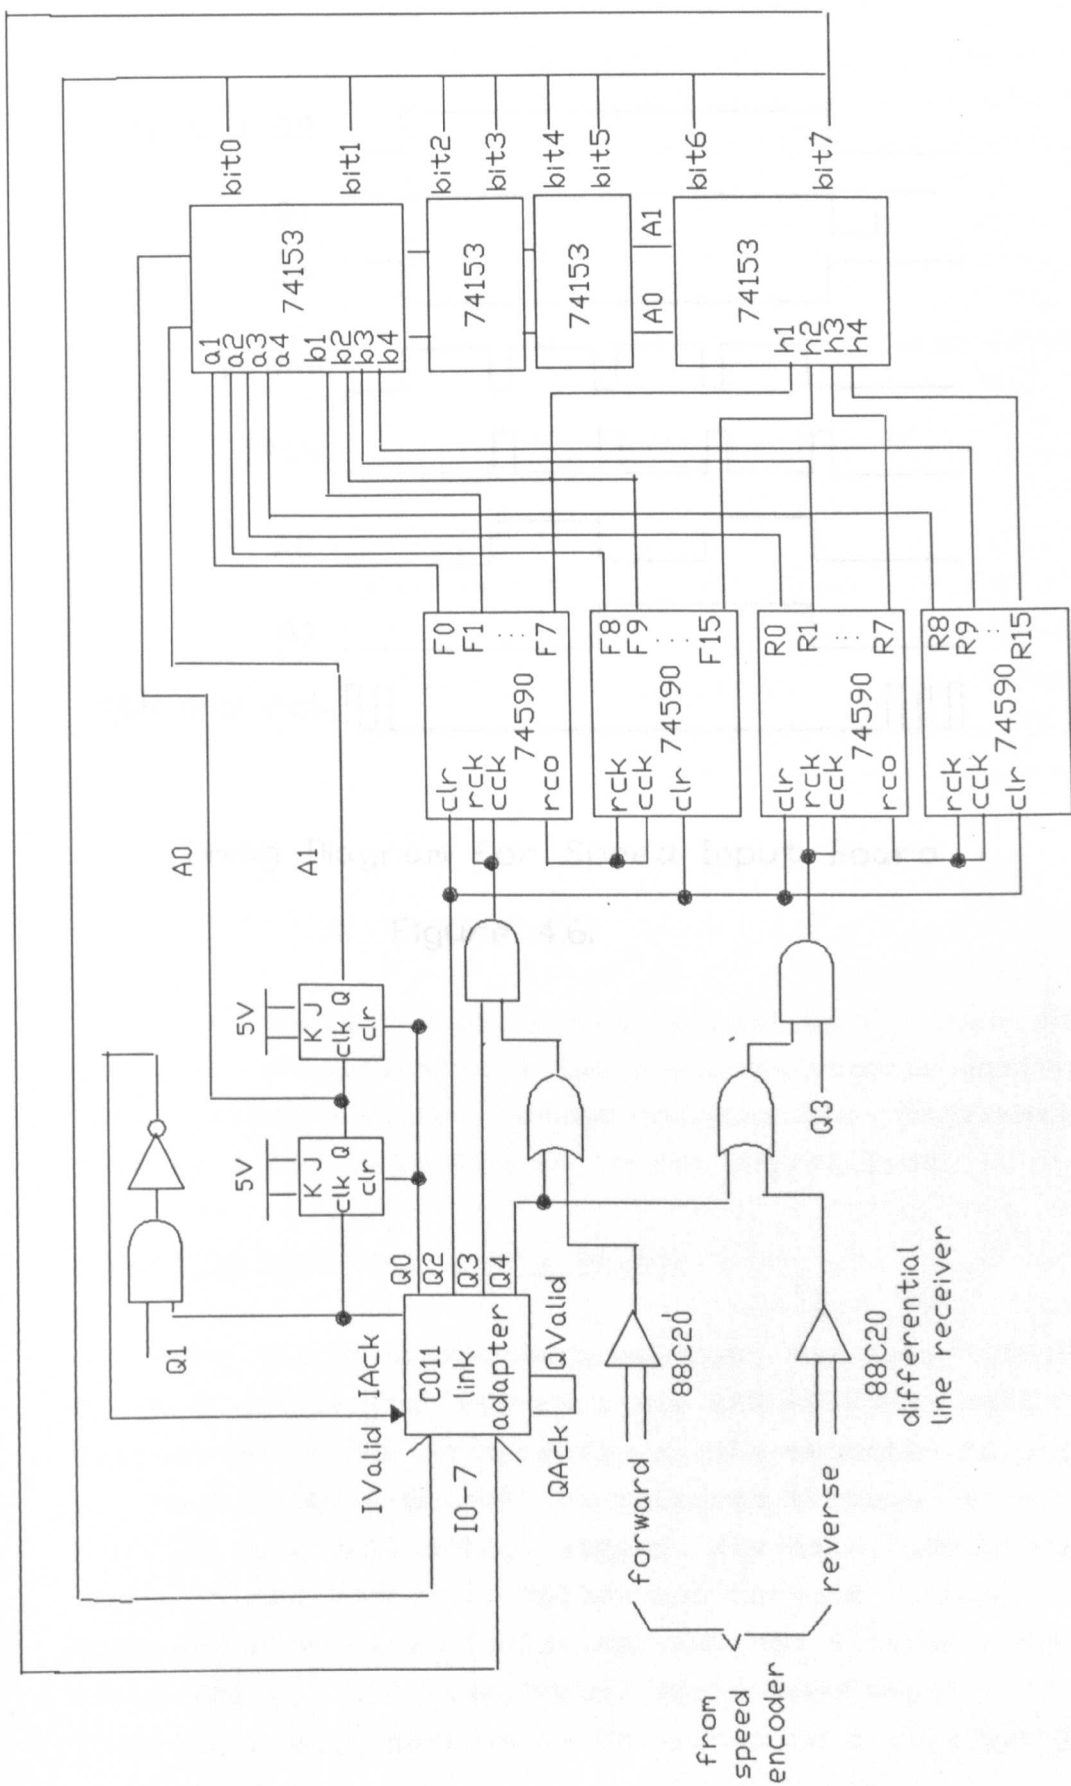 from
speed
encoder
forward
reverse
88C20
88C20
differential
line receiver
IValid
IAck
I0-7
C011
link
adapter
QAck
QValid
Q0
Q2
Q3
Q4
Q1
5V
K J
clk Q
clr
5V
K J
clk Q
clr
A0
A1
Q3
clr
rck
cck
rco
74590
F0
F1
F7
rck
cck
clr
74590
F8
F9
F15
clr
rck
cck
rco
74590
R0
R1
R7
rck
cck
clr
74590
R8
R9
R15
a1
a2
a3
a4
b1
b2
b3
b4
74153
74153
74153
A0
A1
h1
h2
h3
h4
74153
bit0
bit1
bit2
bit3
bit4
bit5
bit6
bit7